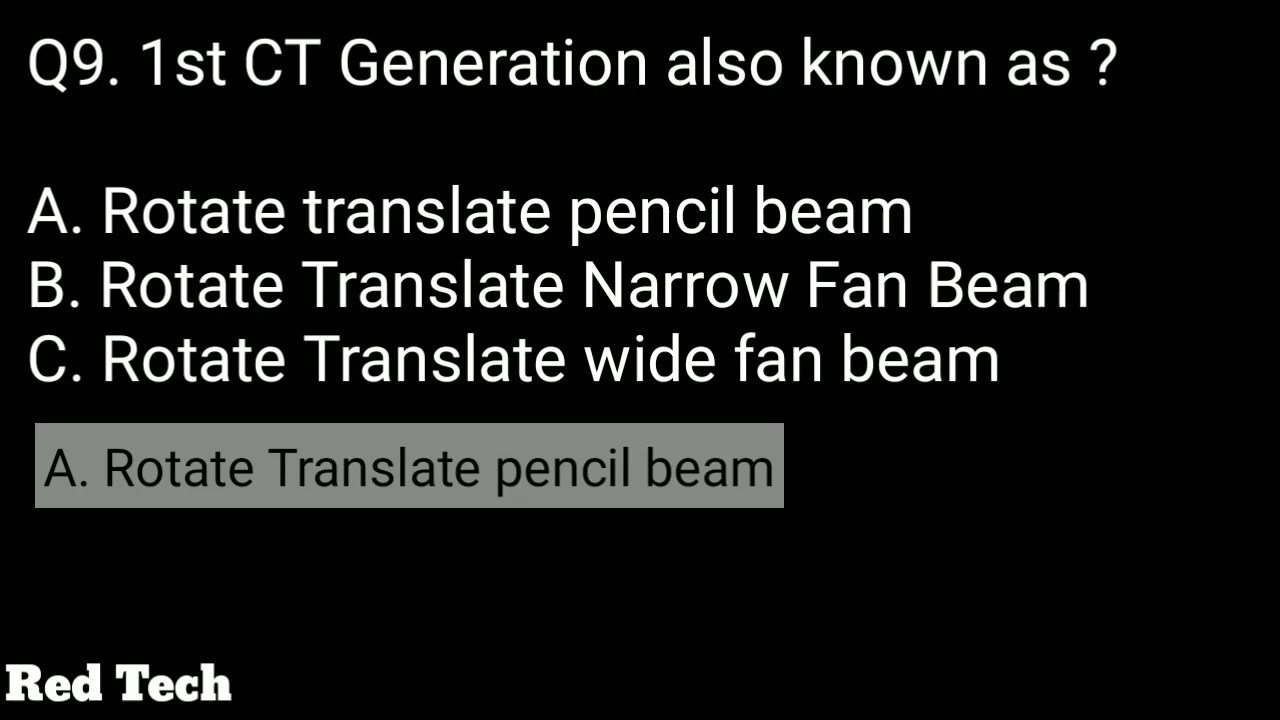 Q9. 1st CT Generation also known as ?
A. Rotate translate pencil beam
B. Rotate Translate Narrow Fan Beam
C. Rotate Translate wide fan beam
A. Rotate Translate pencil beam
Red Tech